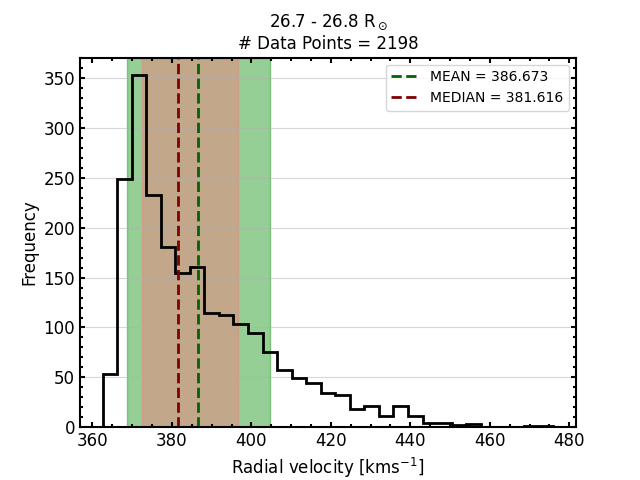 26.7 - 26.8 R⊙
# Data Points = 2198
MEAN = 386.673
MEDIAN = 381.616
Frequency
350
300
250
200
150
100
50
0
360 380 400 420 440 460 480
Radial velocity [kms⁻¹]